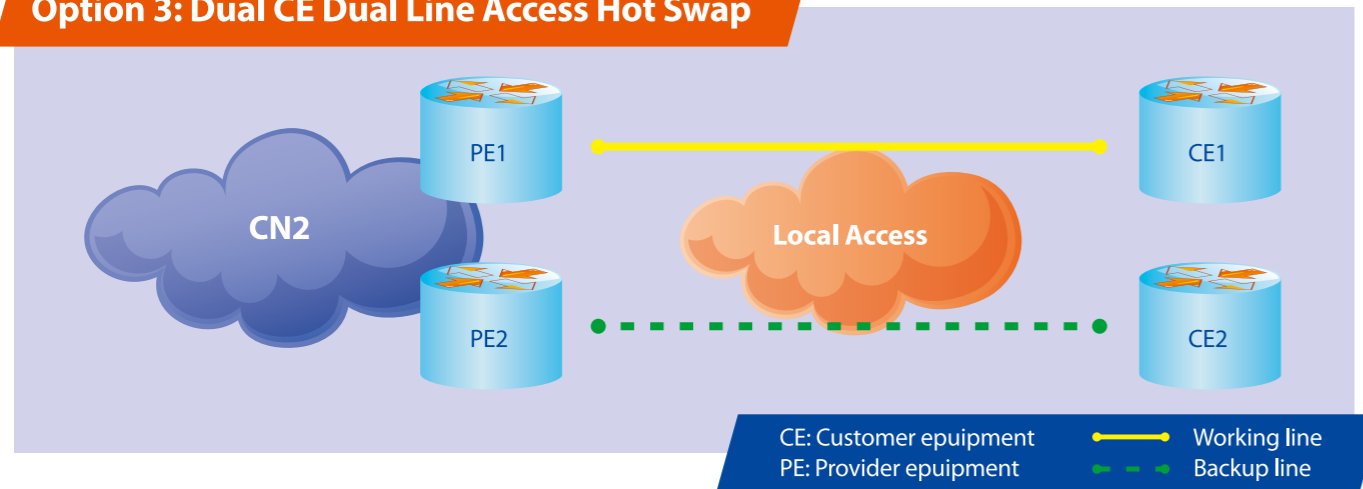 Option 3: Dual CE Dual Line Access Hot Swap
PE1
CE1
CN2
Local Access
PE2
CE2
CE: Customer epuipment
Working line
PE: Provider epuipment
Backup line